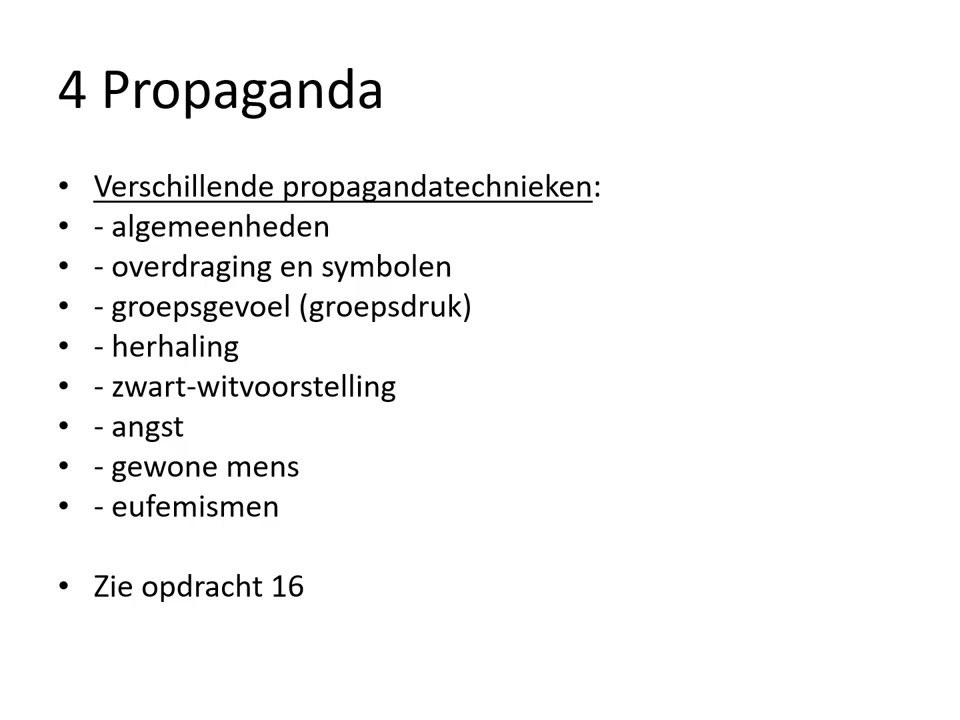 4 Propaganda
• Verschillende propagandatechnieken:
• - algemeenheden
• - overdraging en symbolen
• - groepsgevoel (groepsdruk)
• - herhaling
• - zwart-witvoorstelling
• - angst
• - gewone mens
• - eufemismen
• Zie opdracht 16